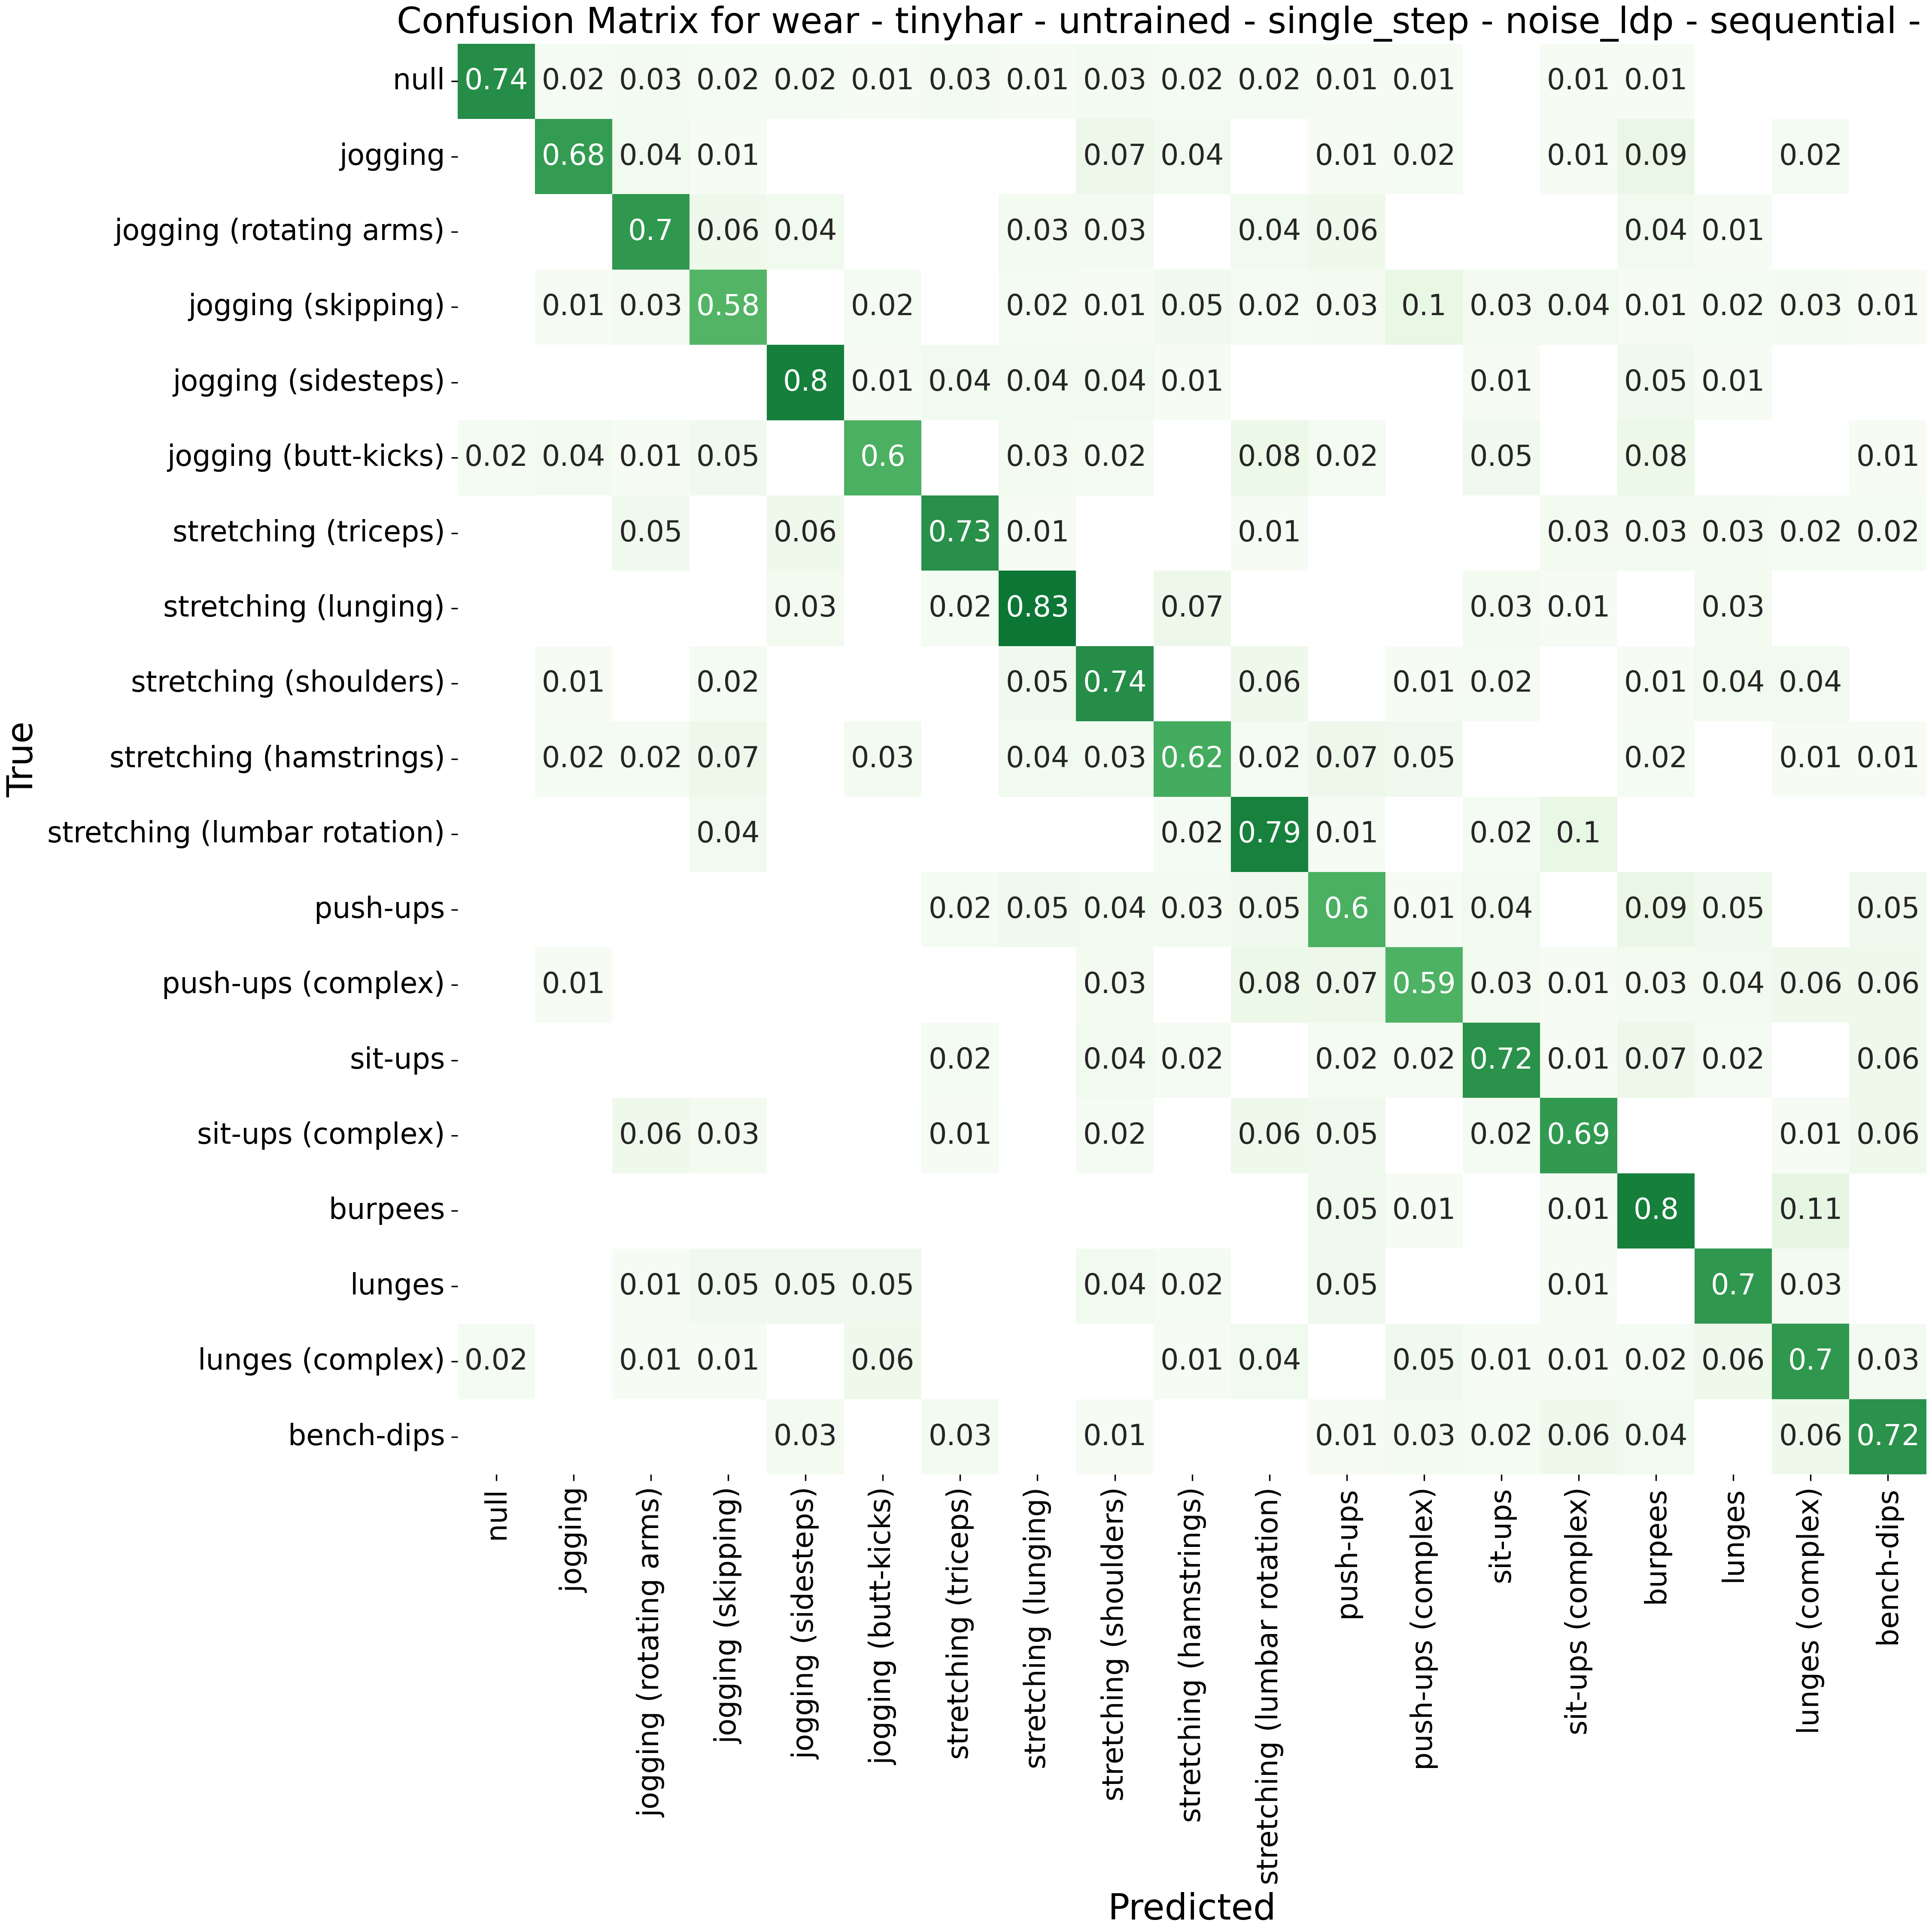 Confusion Matrix for wear - tinyhar - untrained - single_step - noise_ldp - sequential -
null 0.74 0.02 0.03 0.02 0.02 0.01 0.03 0.01 0.03 0.02 0.02 0.01 0.01 0.01 0.01
jogging 0.68 0.04 0.01 0.07 0.04 0.01 0.02 0.01 0.09 0.02
jogging (rotating arms) 0.7 0.06 0.04 0.03 0.03 0.04 0.06 0.04 0.01
jogging (skipping) 0.01 0.03 0.58 0.02 0.02 0.01 0.05 0.02 0.03 0.1 0.03 0.04 0.01 0.02 0.03 0.01
jogging (sidesteps) 0.8 0.01 0.04 0.04 0.04 0.01 0.01 0.05 0.01
jogging (butt-kicks) 0.02 0.04 0.01 0.05 0.6 0.03 0.02 0.08 0.02 0.05 0.08 0.01
stretching (triceps) 0.05 0.06 0.73 0.01 0.01 0.03 0.03 0.03 0.02 0.02
stretching (lunging) 0.03 0.02 0.83 0.07 0.03 0.01 0.03
stretching (shoulders) 0.01 0.02 0.05 0.74 0.06 0.01 0.02 0.01 0.04 0.04
stretching (hamstrings) 0.02 0.02 0.07 0.03 0.04 0.03 0.62 0.02 0.07 0.05 0.02 0.01 0.01
stretching (lumbar rotation) 0.04 0.02 0.79 0.01 0.02 0.1
push-ups 0.02 0.05 0.04 0.03 0.05 0.6 0.01 0.04 0.09 0.05 0.05
push-ups (complex) 0.01 0.03 0.08 0.07 0.59 0.03 0.01 0.03 0.04 0.06 0.06
sit-ups 0.02 0.04 0.02 0.02 0.02 0.72 0.01 0.07 0.02 0.06
sit-ups (complex) 0.06 0.03 0.01 0.02 0.06 0.05 0.02 0.69 0.01 0.06
burpees 0.05 0.01 0.01 0.8 0.11
lunges 0.01 0.05 0.05 0.05 0.04 0.02 0.05 0.01 0.7 0.03
lunges (complex) 0.02 0.01 0.01 0.06 0.01 0.04 0.05 0.01 0.01 0.02 0.06 0.7 0.03
bench-dips 0.03 0.03 0.01 0.01 0.03 0.02 0.06 0.04 0.06 0.72
True
null
jogging
jogging (rotating arms)
jogging (skipping)
jogging (sidesteps)
jogging (butt-kicks)
stretching (triceps)
stretching (lunging)
stretching (shoulders)
stretching (hamstrings)
stretching (lumbar rotation)
push-ups
push-ups (complex)
sit-ups
sit-ups (complex)
burpees
lunges
lunges (complex)
bench-dips
Predicted